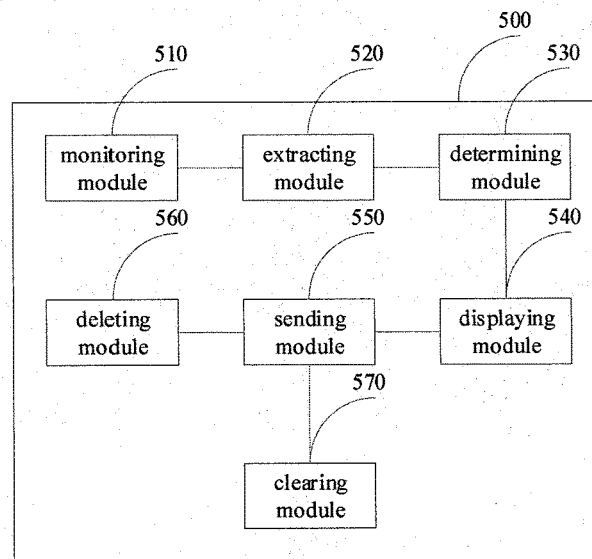 500
510
520
530
monitoring
module
extracting
module
determining
module
560
550
540
deleting
module
sending
module
displaying
module
570
clearing
module